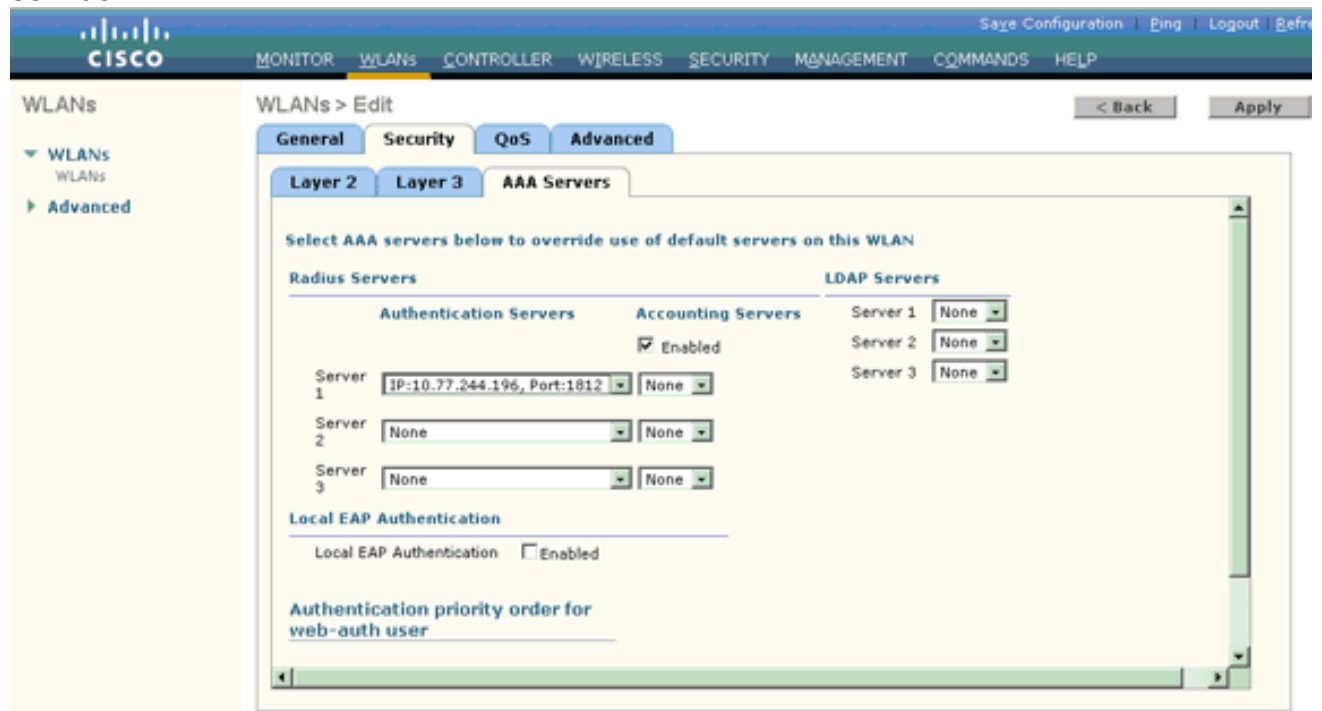 Save Configuration | Ping | Logout | Refre
CISCO
MONITOR WLANs CONTROLLER WIRELESS SECURITY MANAGEMENT COMMANDS HELP
WLANs
WLANs > Edit
< Back
Apply
General Security QoS Advanced
WLANs
WLANs
Advanced
Layer 2 Layer 3 AAA Servers
Select AAA servers below to override use of default servers on this WLAN
Radius Servers
LDAP Servers
Authentication Servers Accounting Servers
Enabled
Server 1 IP:10.77.244.196, Port:1812 None
Server 2 None None
Server 3 None None
Server 1 None
Server 2 None
Server 3 None
Local EAP Authentication
Local EAP Authentication Enabled
Authentication priority order for
web-auth user